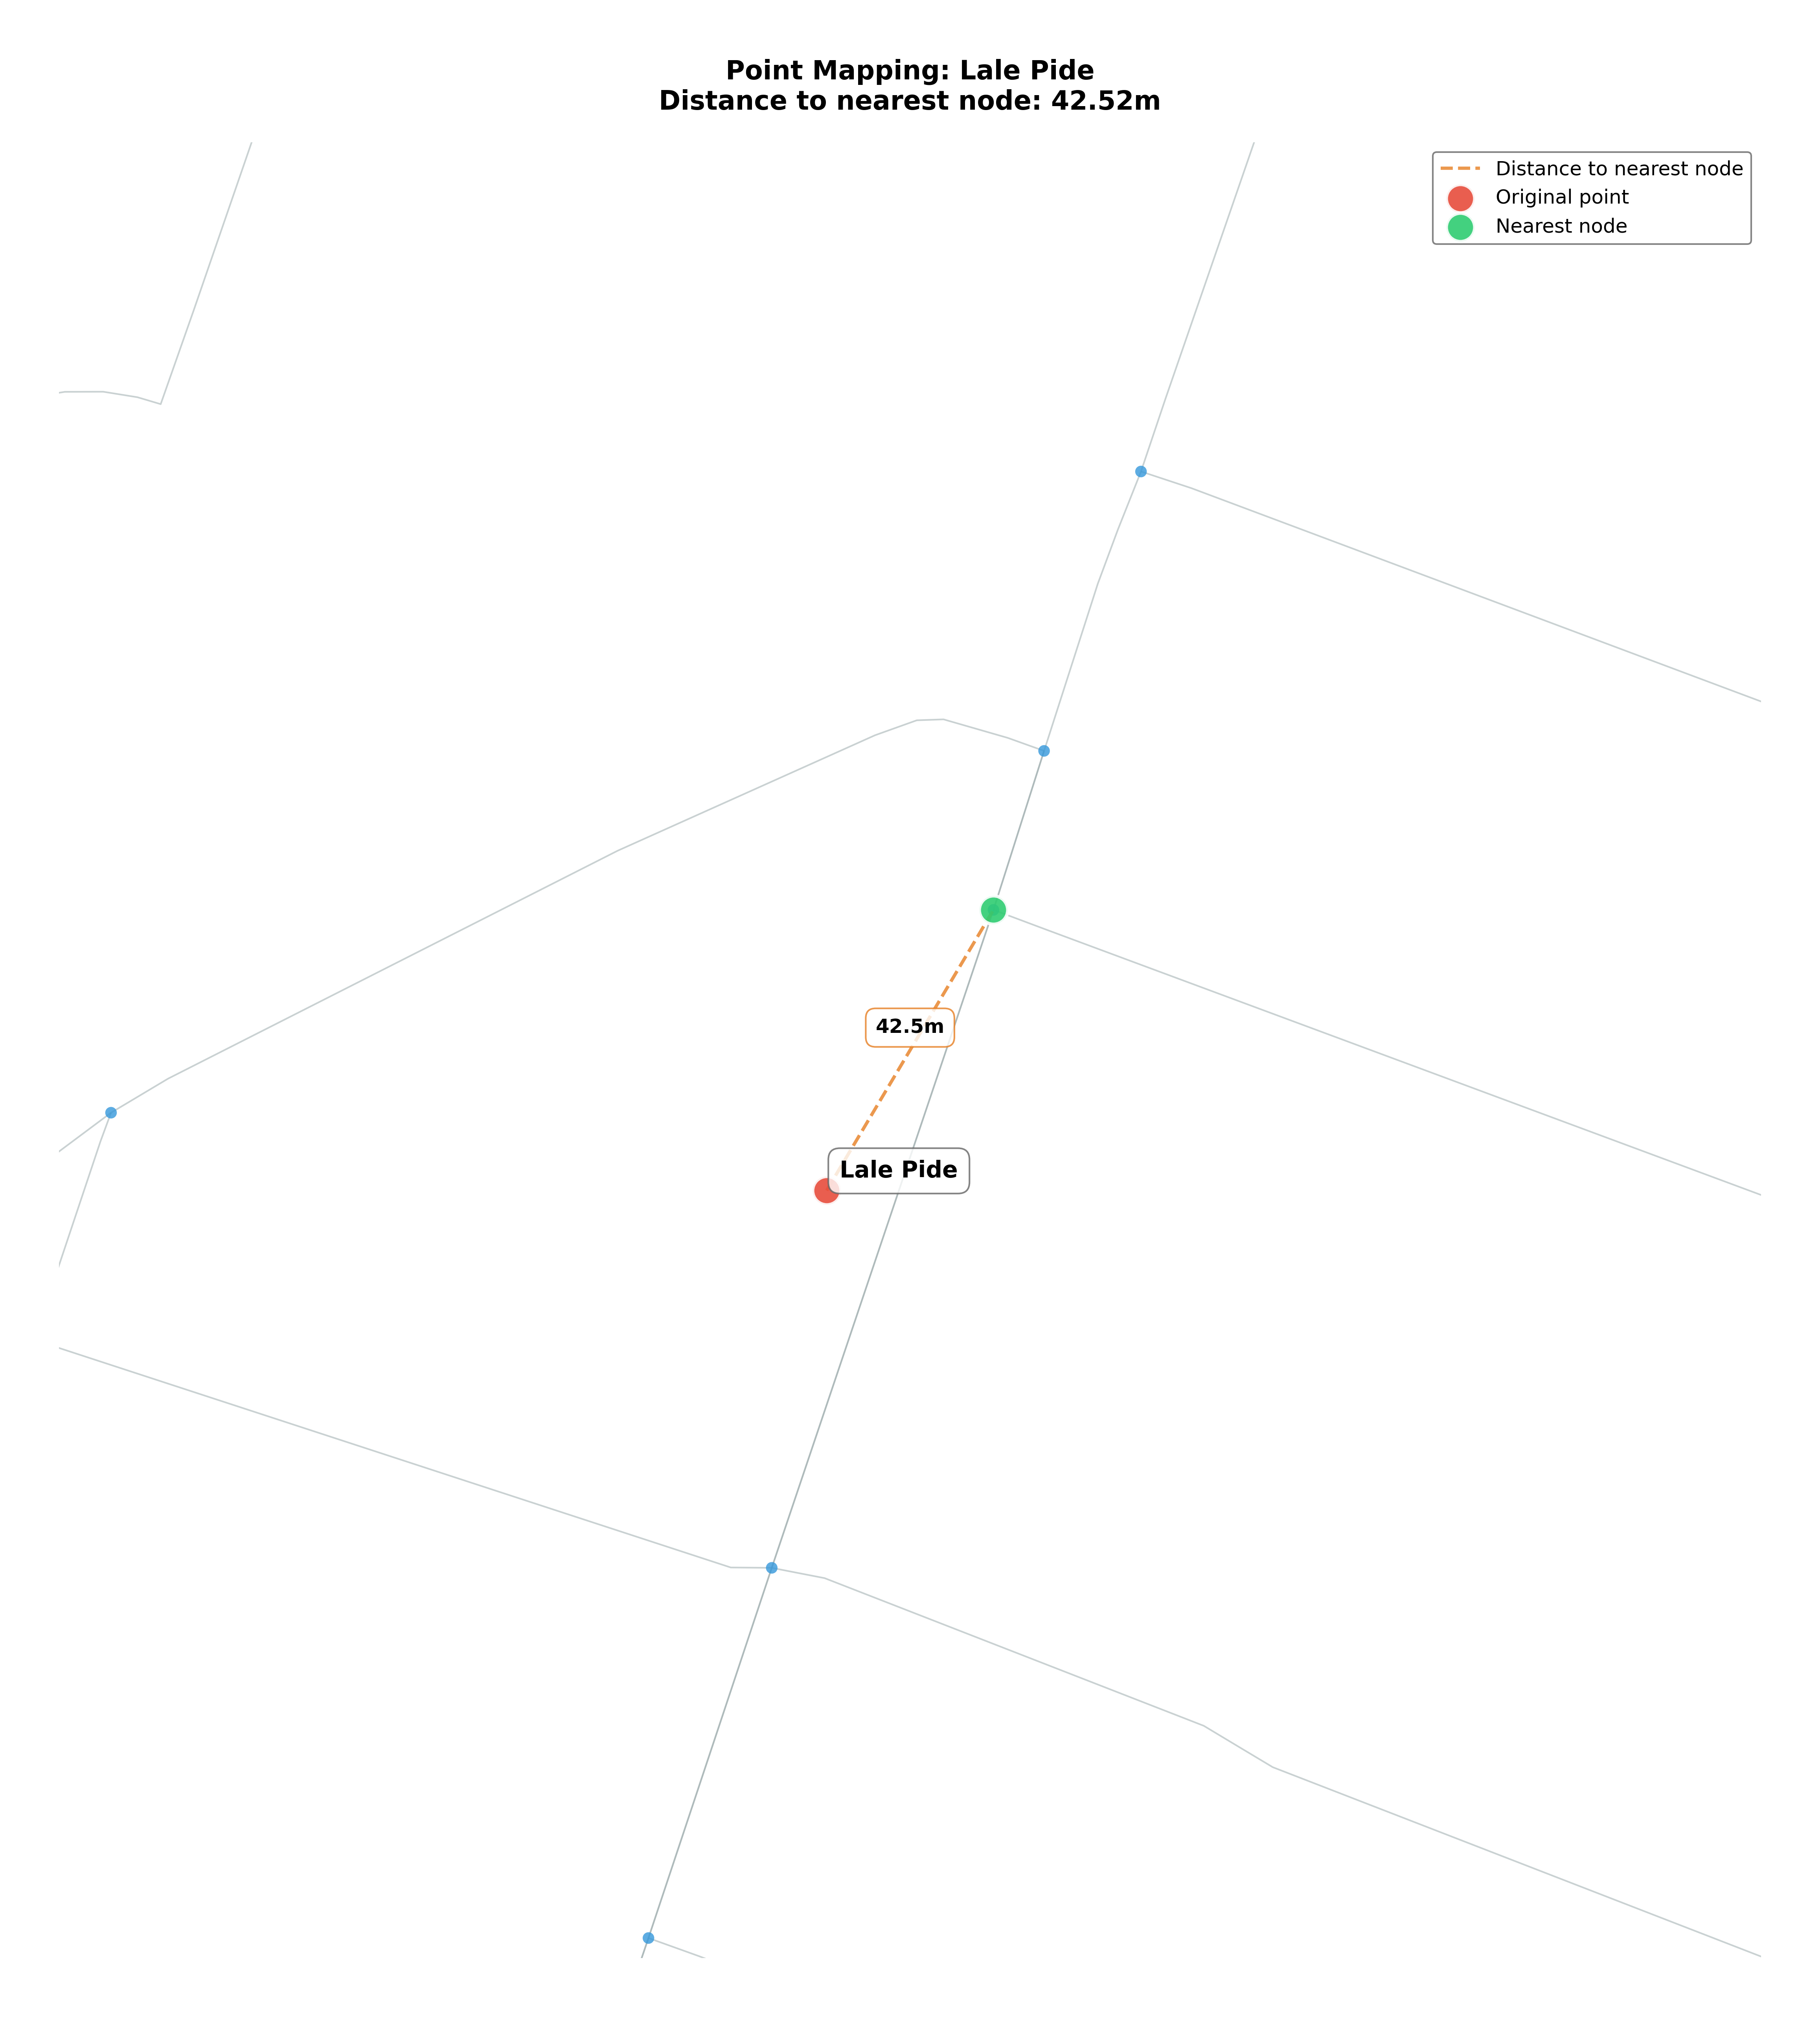 Point Mapping: Lale Pide
Distance to nearest node: 42.52m
Distance to nearest node
Original point
Nearest node
42.5m
Lale Pide